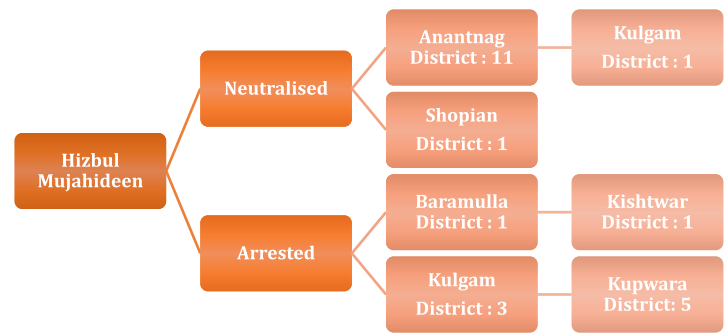 Hizbul
Mujahideen
Neutralised
Anantnag
District : 11
Kulgam
District : 1
Shopian
District : 1
Arrested
Baramulla
District : 1
Kishtwar
District : 1
Kulgam
District : 3
Kupwara
District: 5